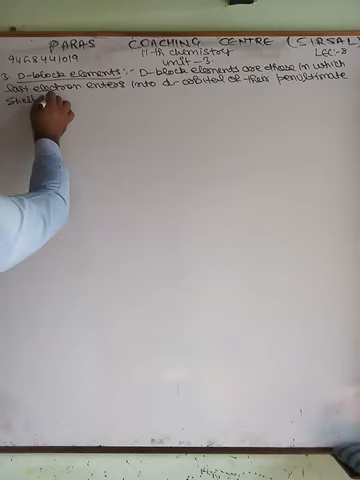 PARAS COACHING CENTRE (SIRSAL)
9468441019 11-th chemistry LEC:-8
unit-3
3. D-block elements:- D-block elements are those in which
last electron enters into d-orbital of their penultimate
shell